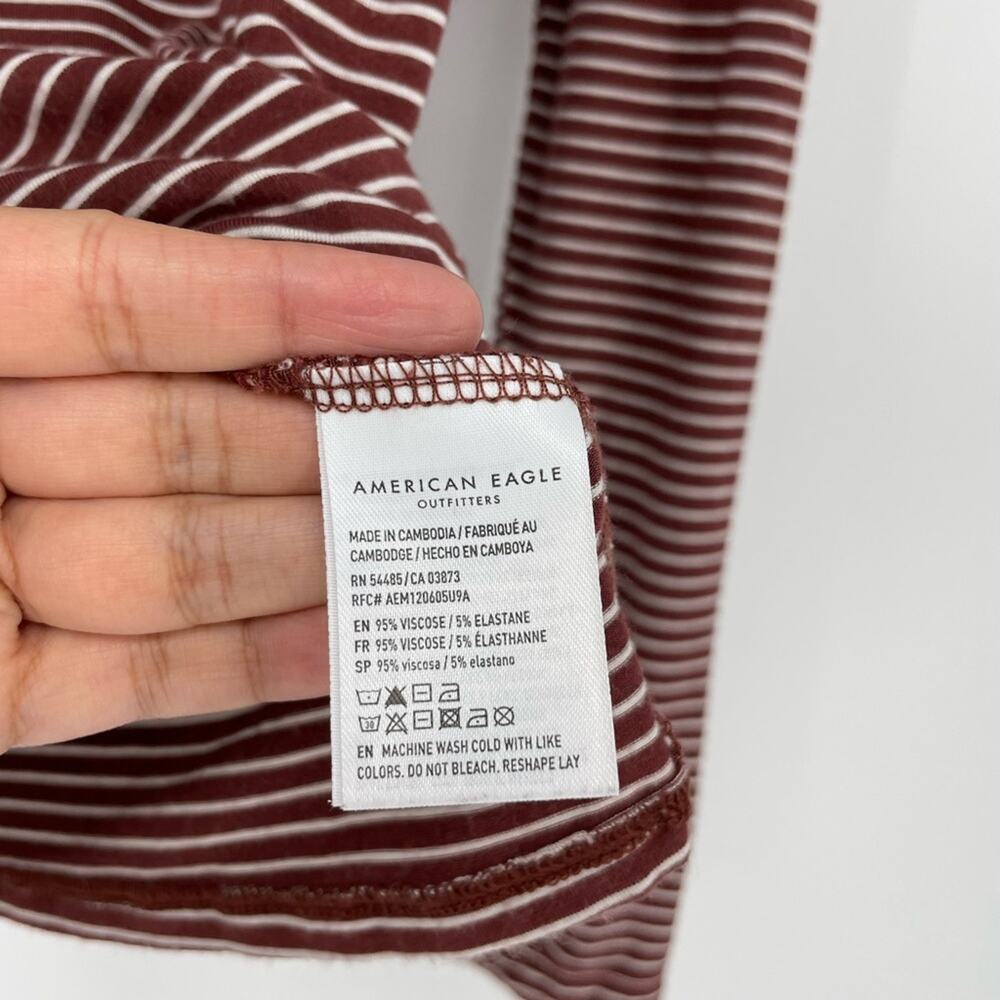 AMERICAN EAGLE
OUTFITTERS
MADE IN CAMBODIA / FABRIQUÉ AU
CAMBODGE / HECHO EN CAMBOYA
RN 54485/CA 03873
RFC# AEM120605U9A
EN 95% VISCOSE / 5% ELASTANE
FR 95% VISCOSE / 5% ÉLASTHANNE
SP 95% viscosa / 5% elastano
30
EN MACHINE WASH COLD WITH LIKE
COLORS. DO NOT BLEACH. RESHAPE LAY